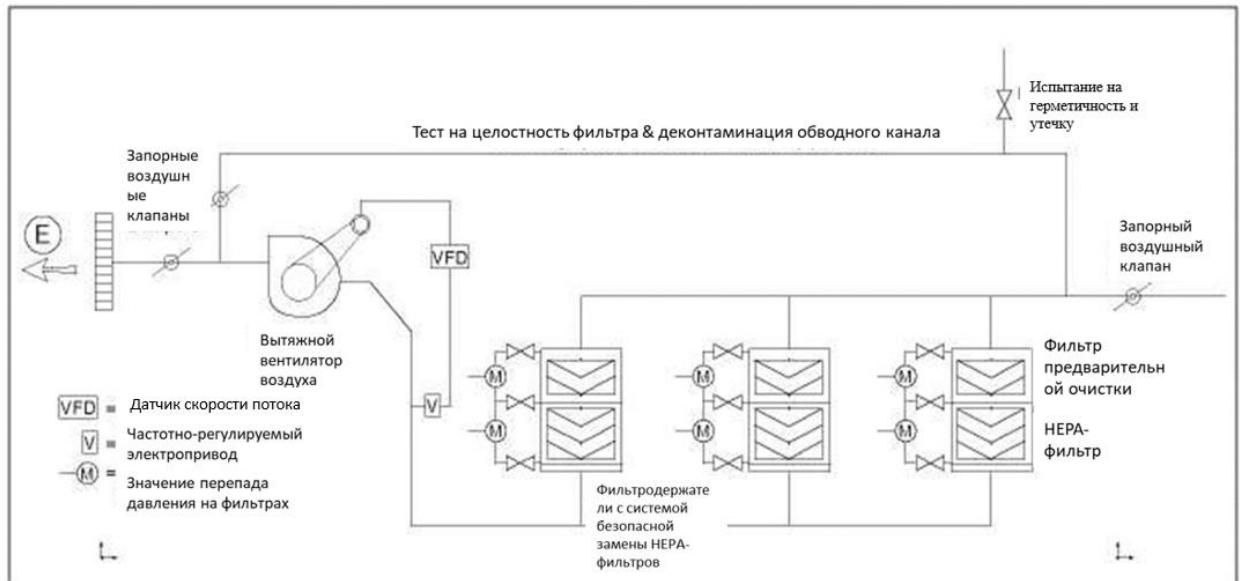 Испытание на
герметичность и
утечку
Тест на целостность фильтра & деконтаминация обводного канала
Запорные
воздушн
ые
клапаны
E
VFD
Запорный
воздушный
клапан
Вытяжной
вентилятор
воздуха
M
M
M
M
M
M
V
Фильтр
предварительн
ой очистки
HEPA-
фильтр
VFD = Датчик скорости потока
V = Частотно-регулируемый
электропривод
M = Значение перепада
давления на фильтрах
Фильтродержате
ли с системой
безопасной
замены HEPA-
фильтров